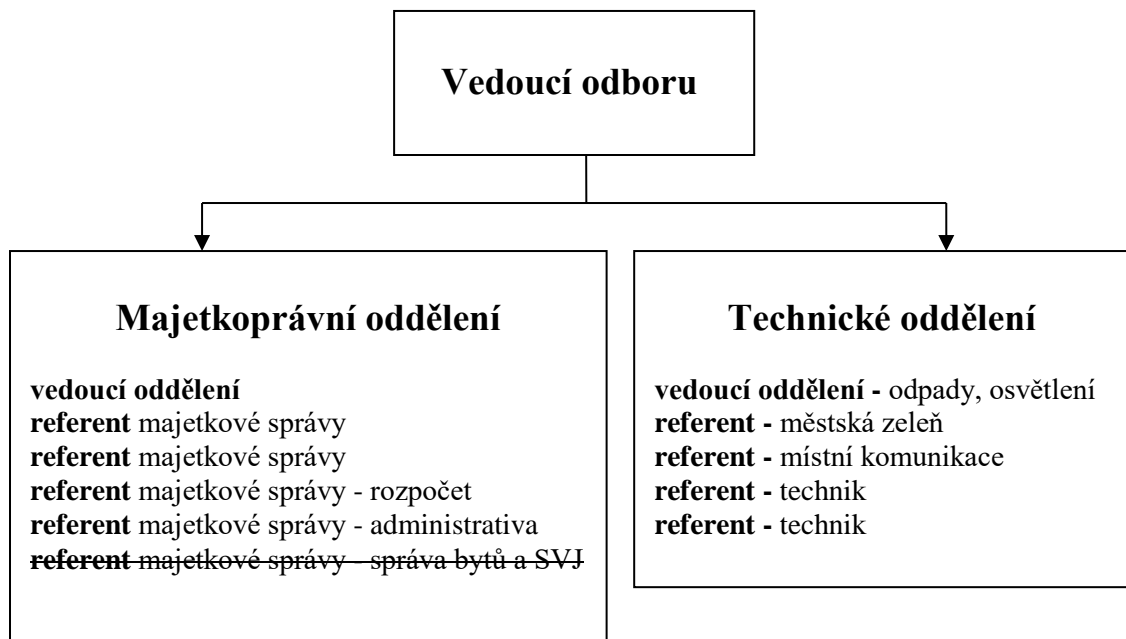 Vedoucí odboru
Majetkoprávní oddělení
vedoucí oddělení
referent majetkové správy
referent majetkové správy
referent majetkové správy - rozpočet
referent majetkové správy - administrativa
referent majetkové správy - správa bytů a SVJ
Technické oddělení
vedoucí oddělení - odpady, osvětlení
referent - městská zeleň
referent - místní komunikace
referent - technik
referent - technik